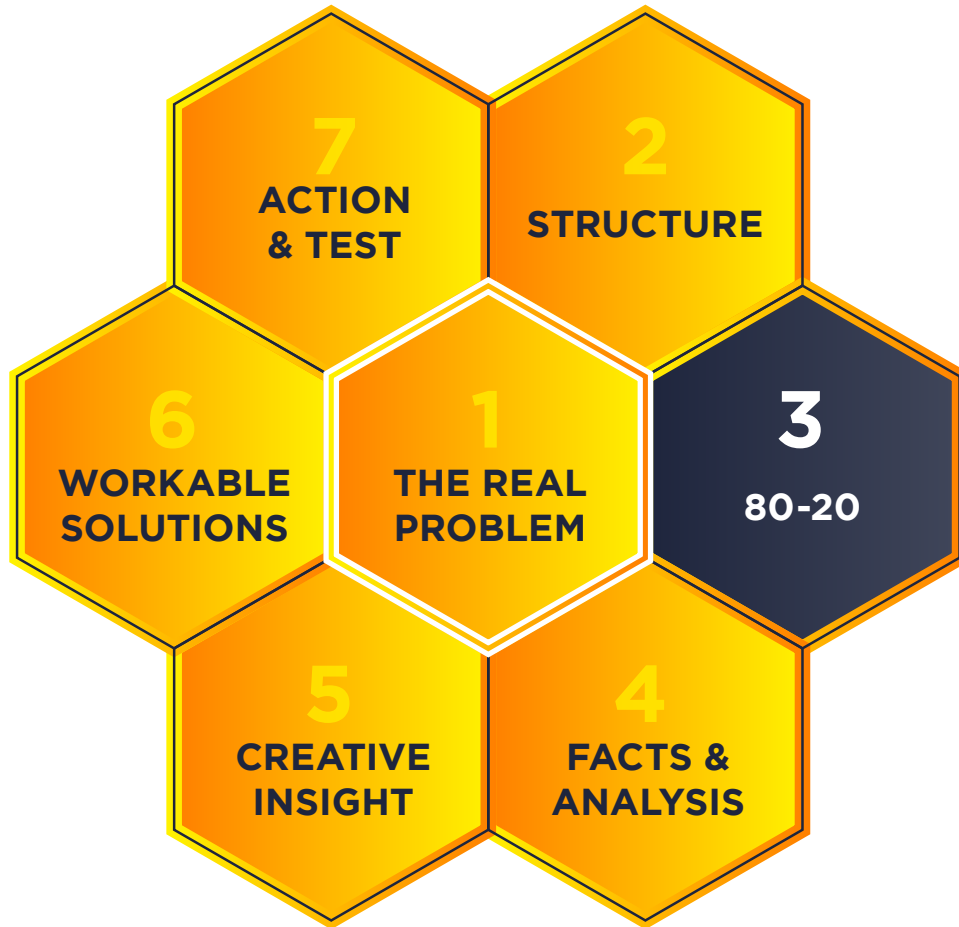 7
ACTION
& TEST
2
STRUCTURE
6
WORKABLE
SOLUTIONS
1
THE REAL
PROBLEM
3
80-20
5
CREATIVE
INSIGHT
4
FACTS &
ANALYSIS